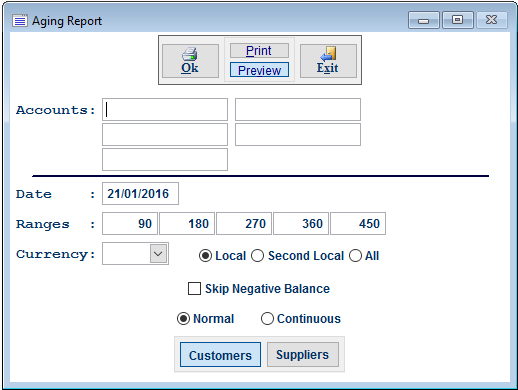 Aging Report
Print
Ok
Preview
Exit
Accounts:
Date : 21/01/2016
Ranges : 90 180 270 360 450
Currency: Local Second Local All
Skip Negative Balance
Normal Continuous
Customers Suppliers